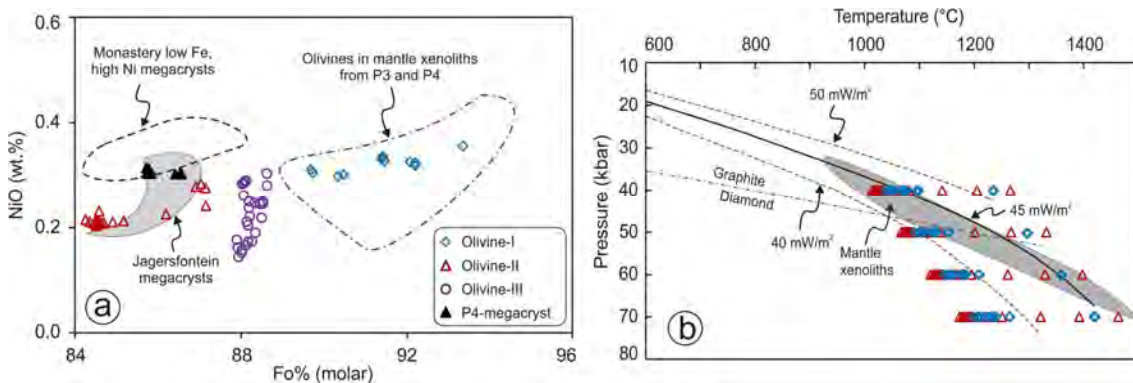 0.6
0.4
0.2
0.0
NiO (wt.%)
84
88
92
96
Fo% (molar)
Monastery low Fe,
high Ni megacrysts
Olivines in mantle xenoliths
from P3 and P4
Jagersfontein
megacrysts
Olivine-I
Olivine-II
Olivine-III
P4-megacryst
a
Temperature (°C)
600
800
1000
1200
1400
10
20
30
40
50
60
70
80
Pressure (kbar)
50 mW/m²
Graphite
Diamond
40 mW/m²
Mantle
xenoliths
45 mW/m²
b